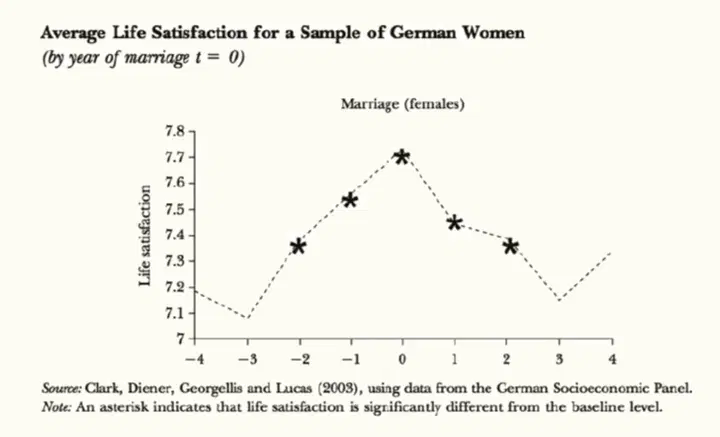 Average Life Satisfaction for a Sample of German Women
(by year of marriage t = 0)
Marriage (females)
Life satisfaction
7.8
7.7
7.6
7.5
7.4
7.3
7.2
7.1
7
−4 −3 −2 −1 0 1 2 3 4
Source: Clark, Diener, Georgellis and Lucas (2003), using data from the German Socioeconomic Panel.
Note: An asterisk indicates that life satisfaction is significantly different from the baseline level.